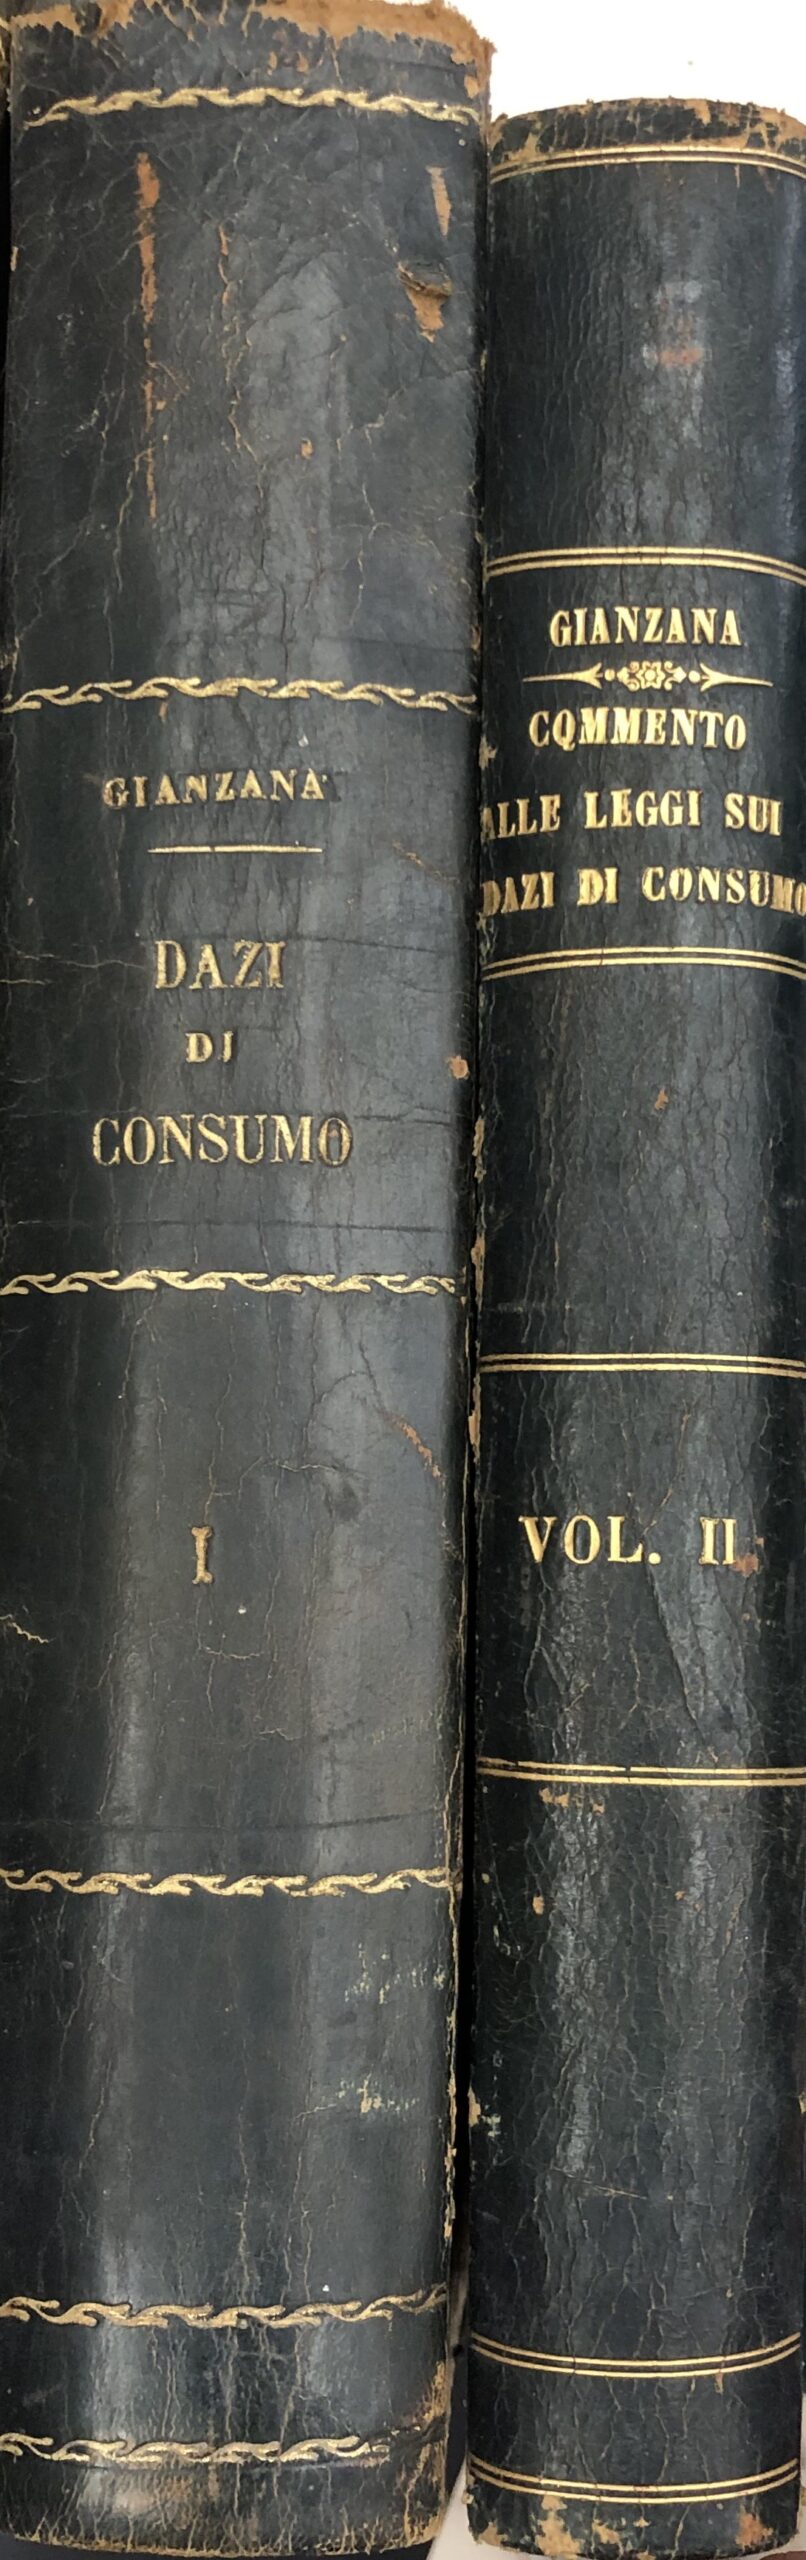 GIANZANA
DAZI
DI
CONSUMO
I
GIANZANA
COMMENTO
ALLE LEGGI SUI
DAZI DI CONSUMO
VOL. II